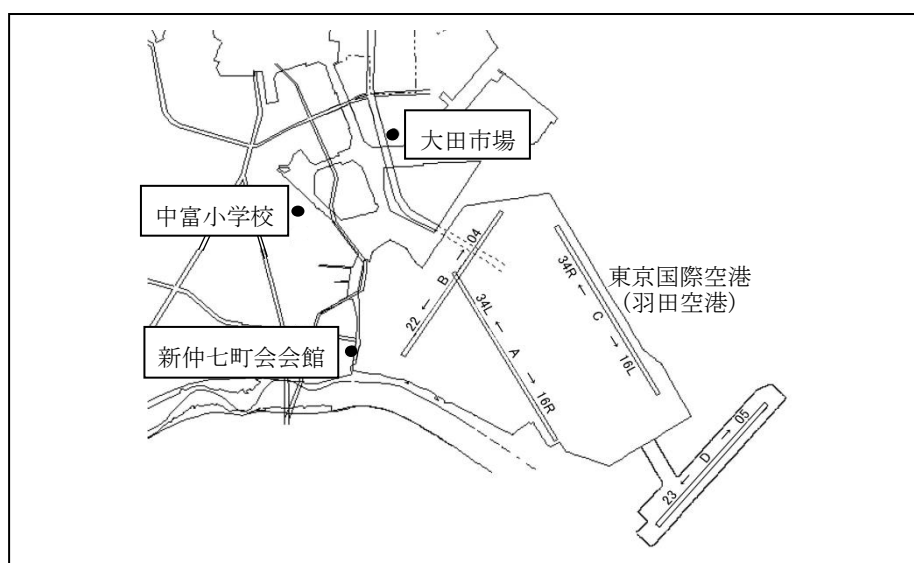 大田市場
中富小学校
04
→
B
←
22
34R
←
C
→
16L
東京国際空港
（羽田空港）
34L
←
A
→
16R
新仲七町会会館
05
→
D
←
23